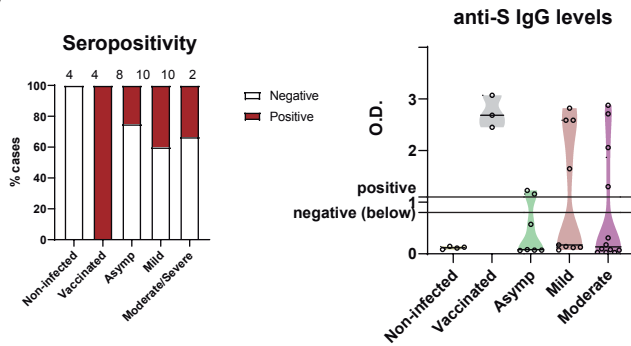 anti-S IgG levels
Seropositivity
4 4 8 10 10 2
Negative
Positive
100
80
60
40
20
0
% cases
Non-infected
Vaccinated
Asymp
Mild
Moderate/Severe
O.D.
3
2
1
0
positive
negative (below)
Non-infected
Vaccinated
Asymp
Mild
Moderate